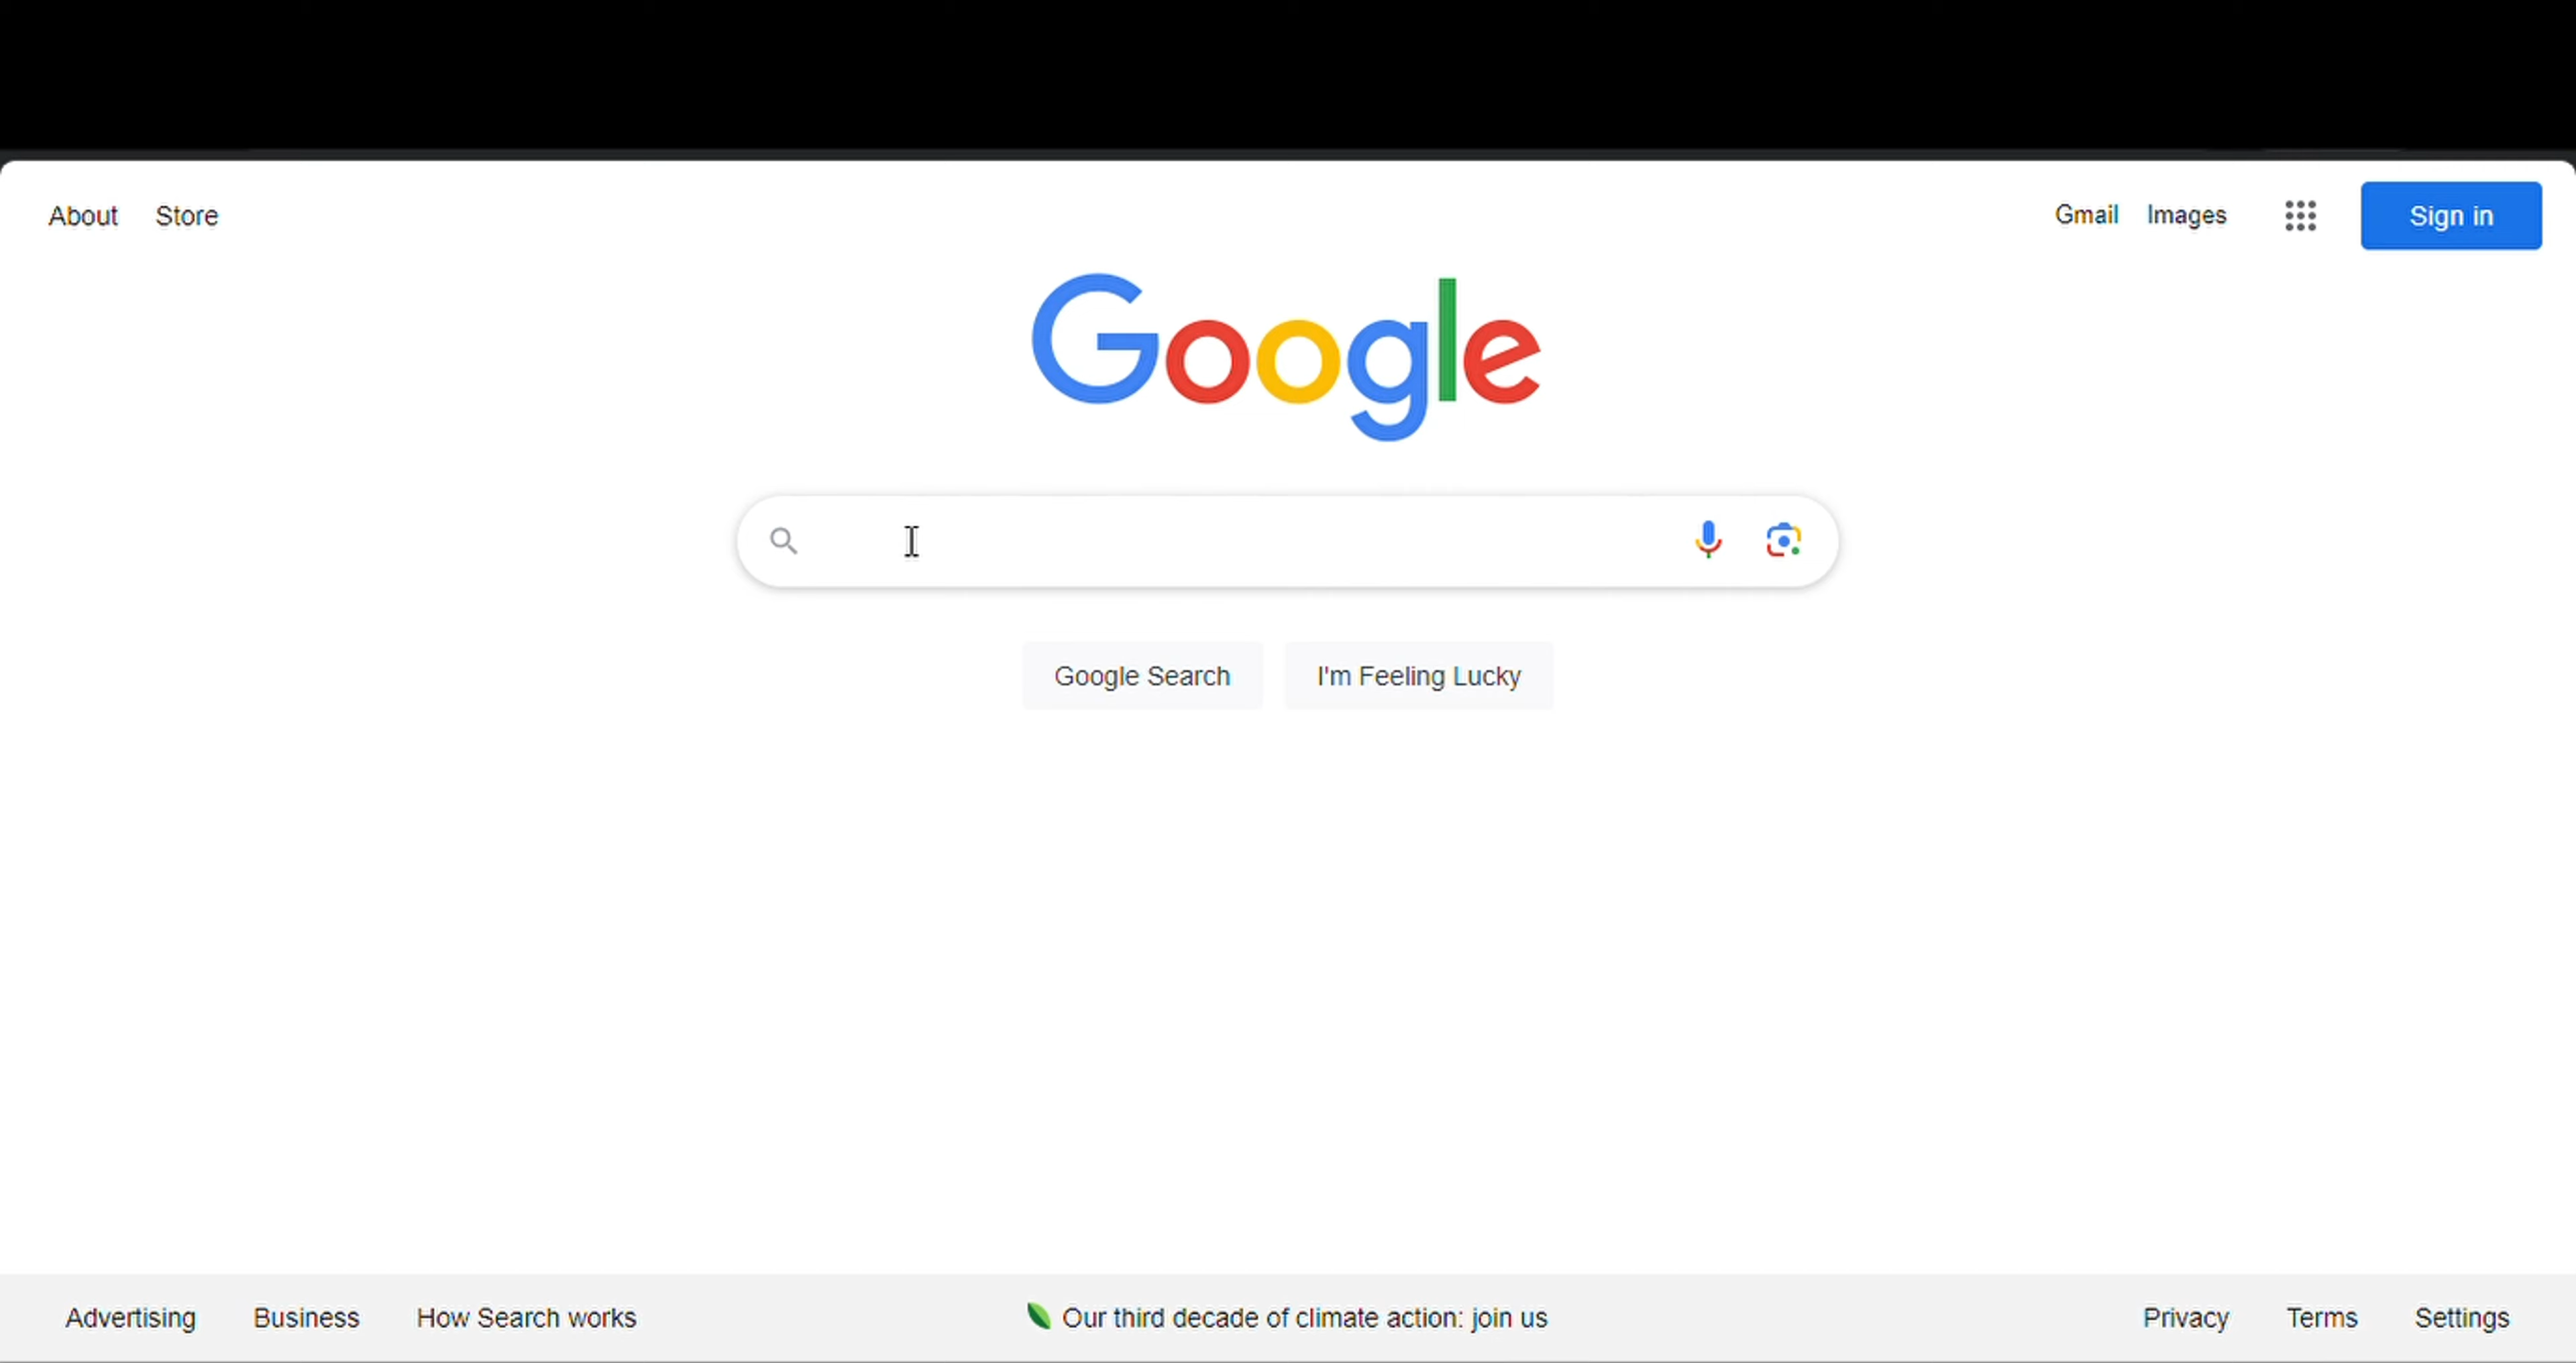 About Store Gmail Images Sign in
Google
Google Search I'm Feeling Lucky
Advertising Business How Search works Our third decade of climate action: join us Privacy Terms Settings